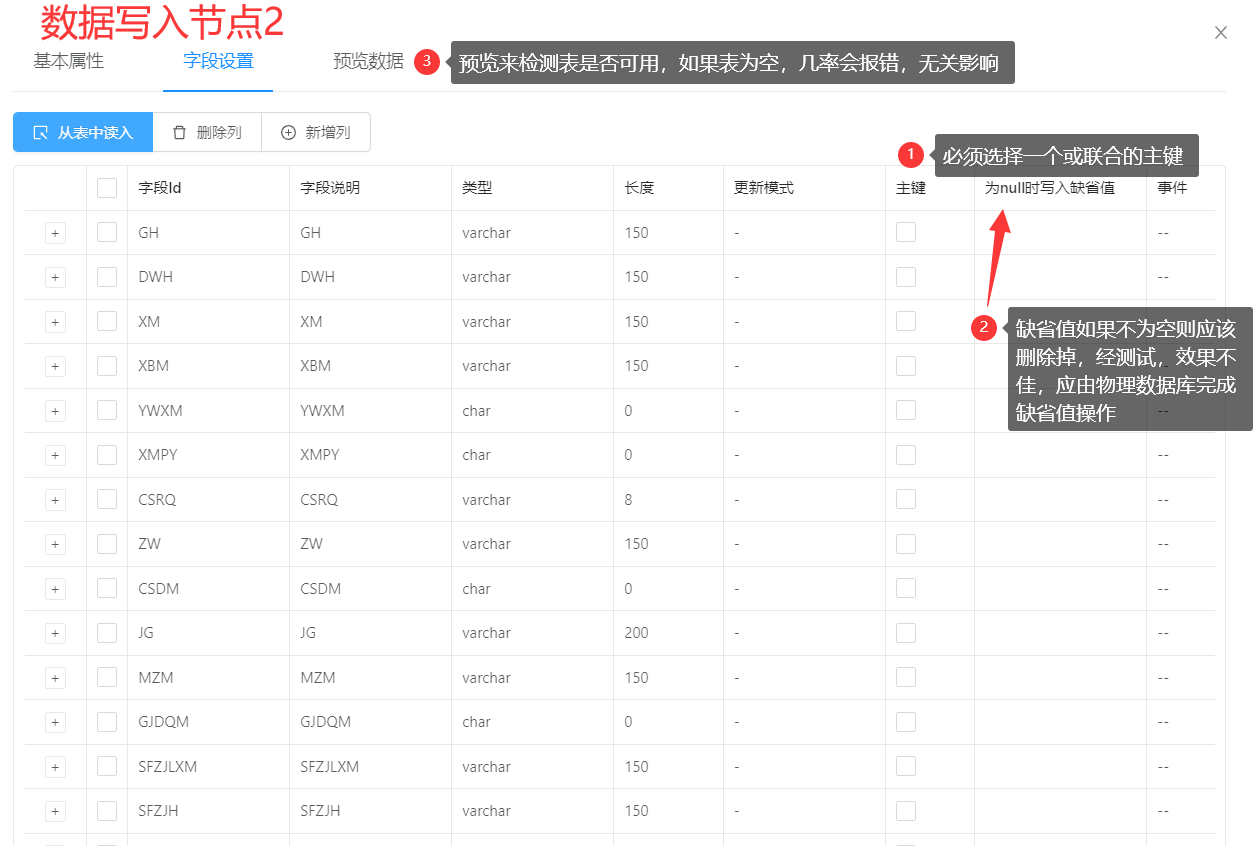 数据写入节点2
基本属性 字段设置 预览数据 3 预览来检测表是否可用，如果表为空，几率会报错，无关影响
从表中读入 删除列 新增列
1 必须选择一个或联合的主键
字段Id 字段说明 类型 长度 更新模式 主键 为null时写入缺省值 事件
+ GH GH varchar 150 - --
+ DWH DWH varchar 150 - --
+ XM XM varchar 150 -
2 缺省值如果不为空则应该
删除掉，经测试，效果不
佳，应由物理数据库完成
缺省值操作
+ XBM XBM varchar 150 - --
+ YWXM YWXM char 0 - --
+ XMPY XMPY char 0 - --
+ CSRQ CSRQ varchar 8 - --
+ ZW ZW varchar 150 - --
+ CSDM CSDM char 0 - --
+ JG JG varchar 200 - --
+ MZM MZM varchar 150 - --
+ GJDQM GJDQM char 0 - --
+ SFZJLXM SFZJLXM varchar 150 - --
+ SFZJH SFZJH varchar 150 - --